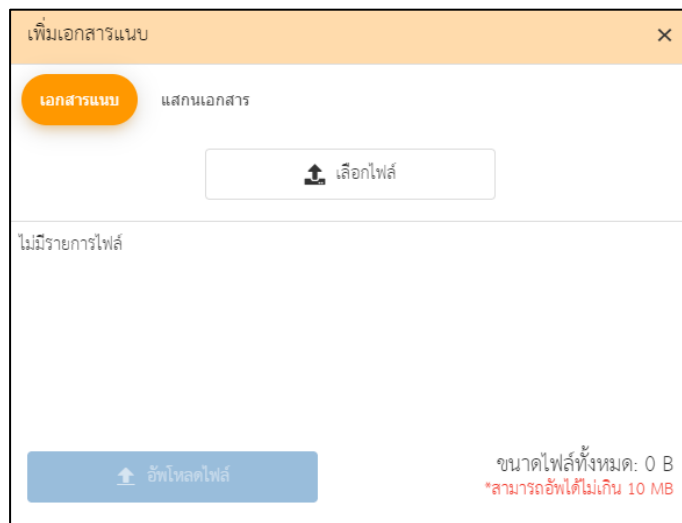 เพิ่มเอกสารแนบ
เอกสารแนบ แสกนเอกสาร
เลือกไฟล์
ไม่มีรายการไฟล์
อัพโหลดไฟล์
ขนาดไฟล์ทั้งหมด: 0 B
*สามารถอัพได้ไม่เกิน 10 MB